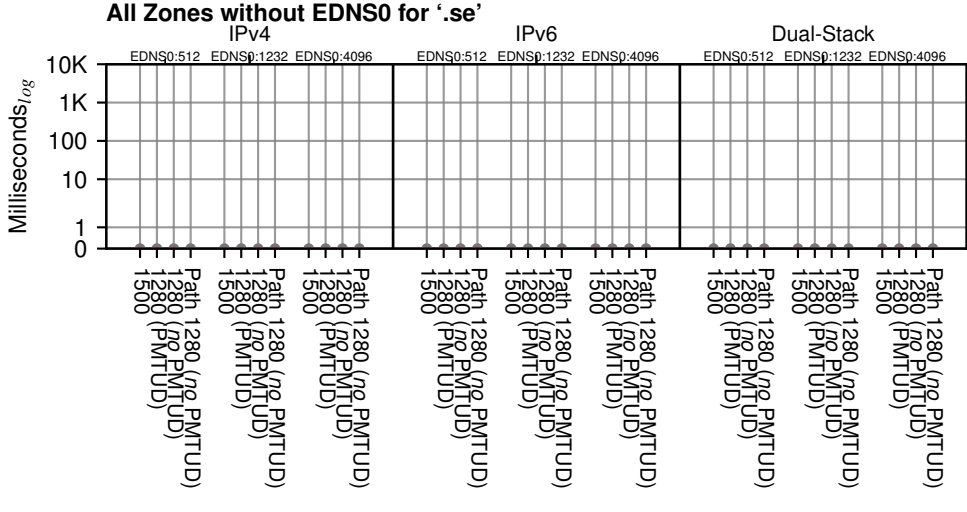 All Zones without EDNS0 for ‘.se’
IPv4 IPv6 Dual-Stack
EDNS0:512 EDNS0:1232 EDNS0:4096 EDNS0:512 EDNS0:1232 EDNS0:4096 EDNS0:512 EDNS0:1232 EDNS0:4096
Milliseconds log
10K
1K
100
10
1
0
1500
1280 (PMTUD)
1280 (no PMTUD)
Path 1280 (no PMTUD)
1500
1280 (PMTUD)
1280 (no PMTUD)
Path 1280 (no PMTUD)
1500
1280 (PMTUD)
1280 (no PMTUD)
Path 1280 (no PMTUD)
1500
1280 (PMTUD)
1280 (no PMTUD)
Path 1280 (no PMTUD)
1500
1280 (PMTUD)
1280 (no PMTUD)
Path 1280 (no PMTUD)
1500
1280 (PMTUD)
1280 (no PMTUD)
Path 1280 (no PMTUD)
1500
1280 (PMTUD)
1280 (no PMTUD)
Path 1280 (no PMTUD)
1500
1280 (PMTUD)
1280 (no PMTUD)
Path 1280 (no PMTUD)
1500
1280 (PMTUD)
1280 (no PMTUD)
Path 1280 (no PMTUD)